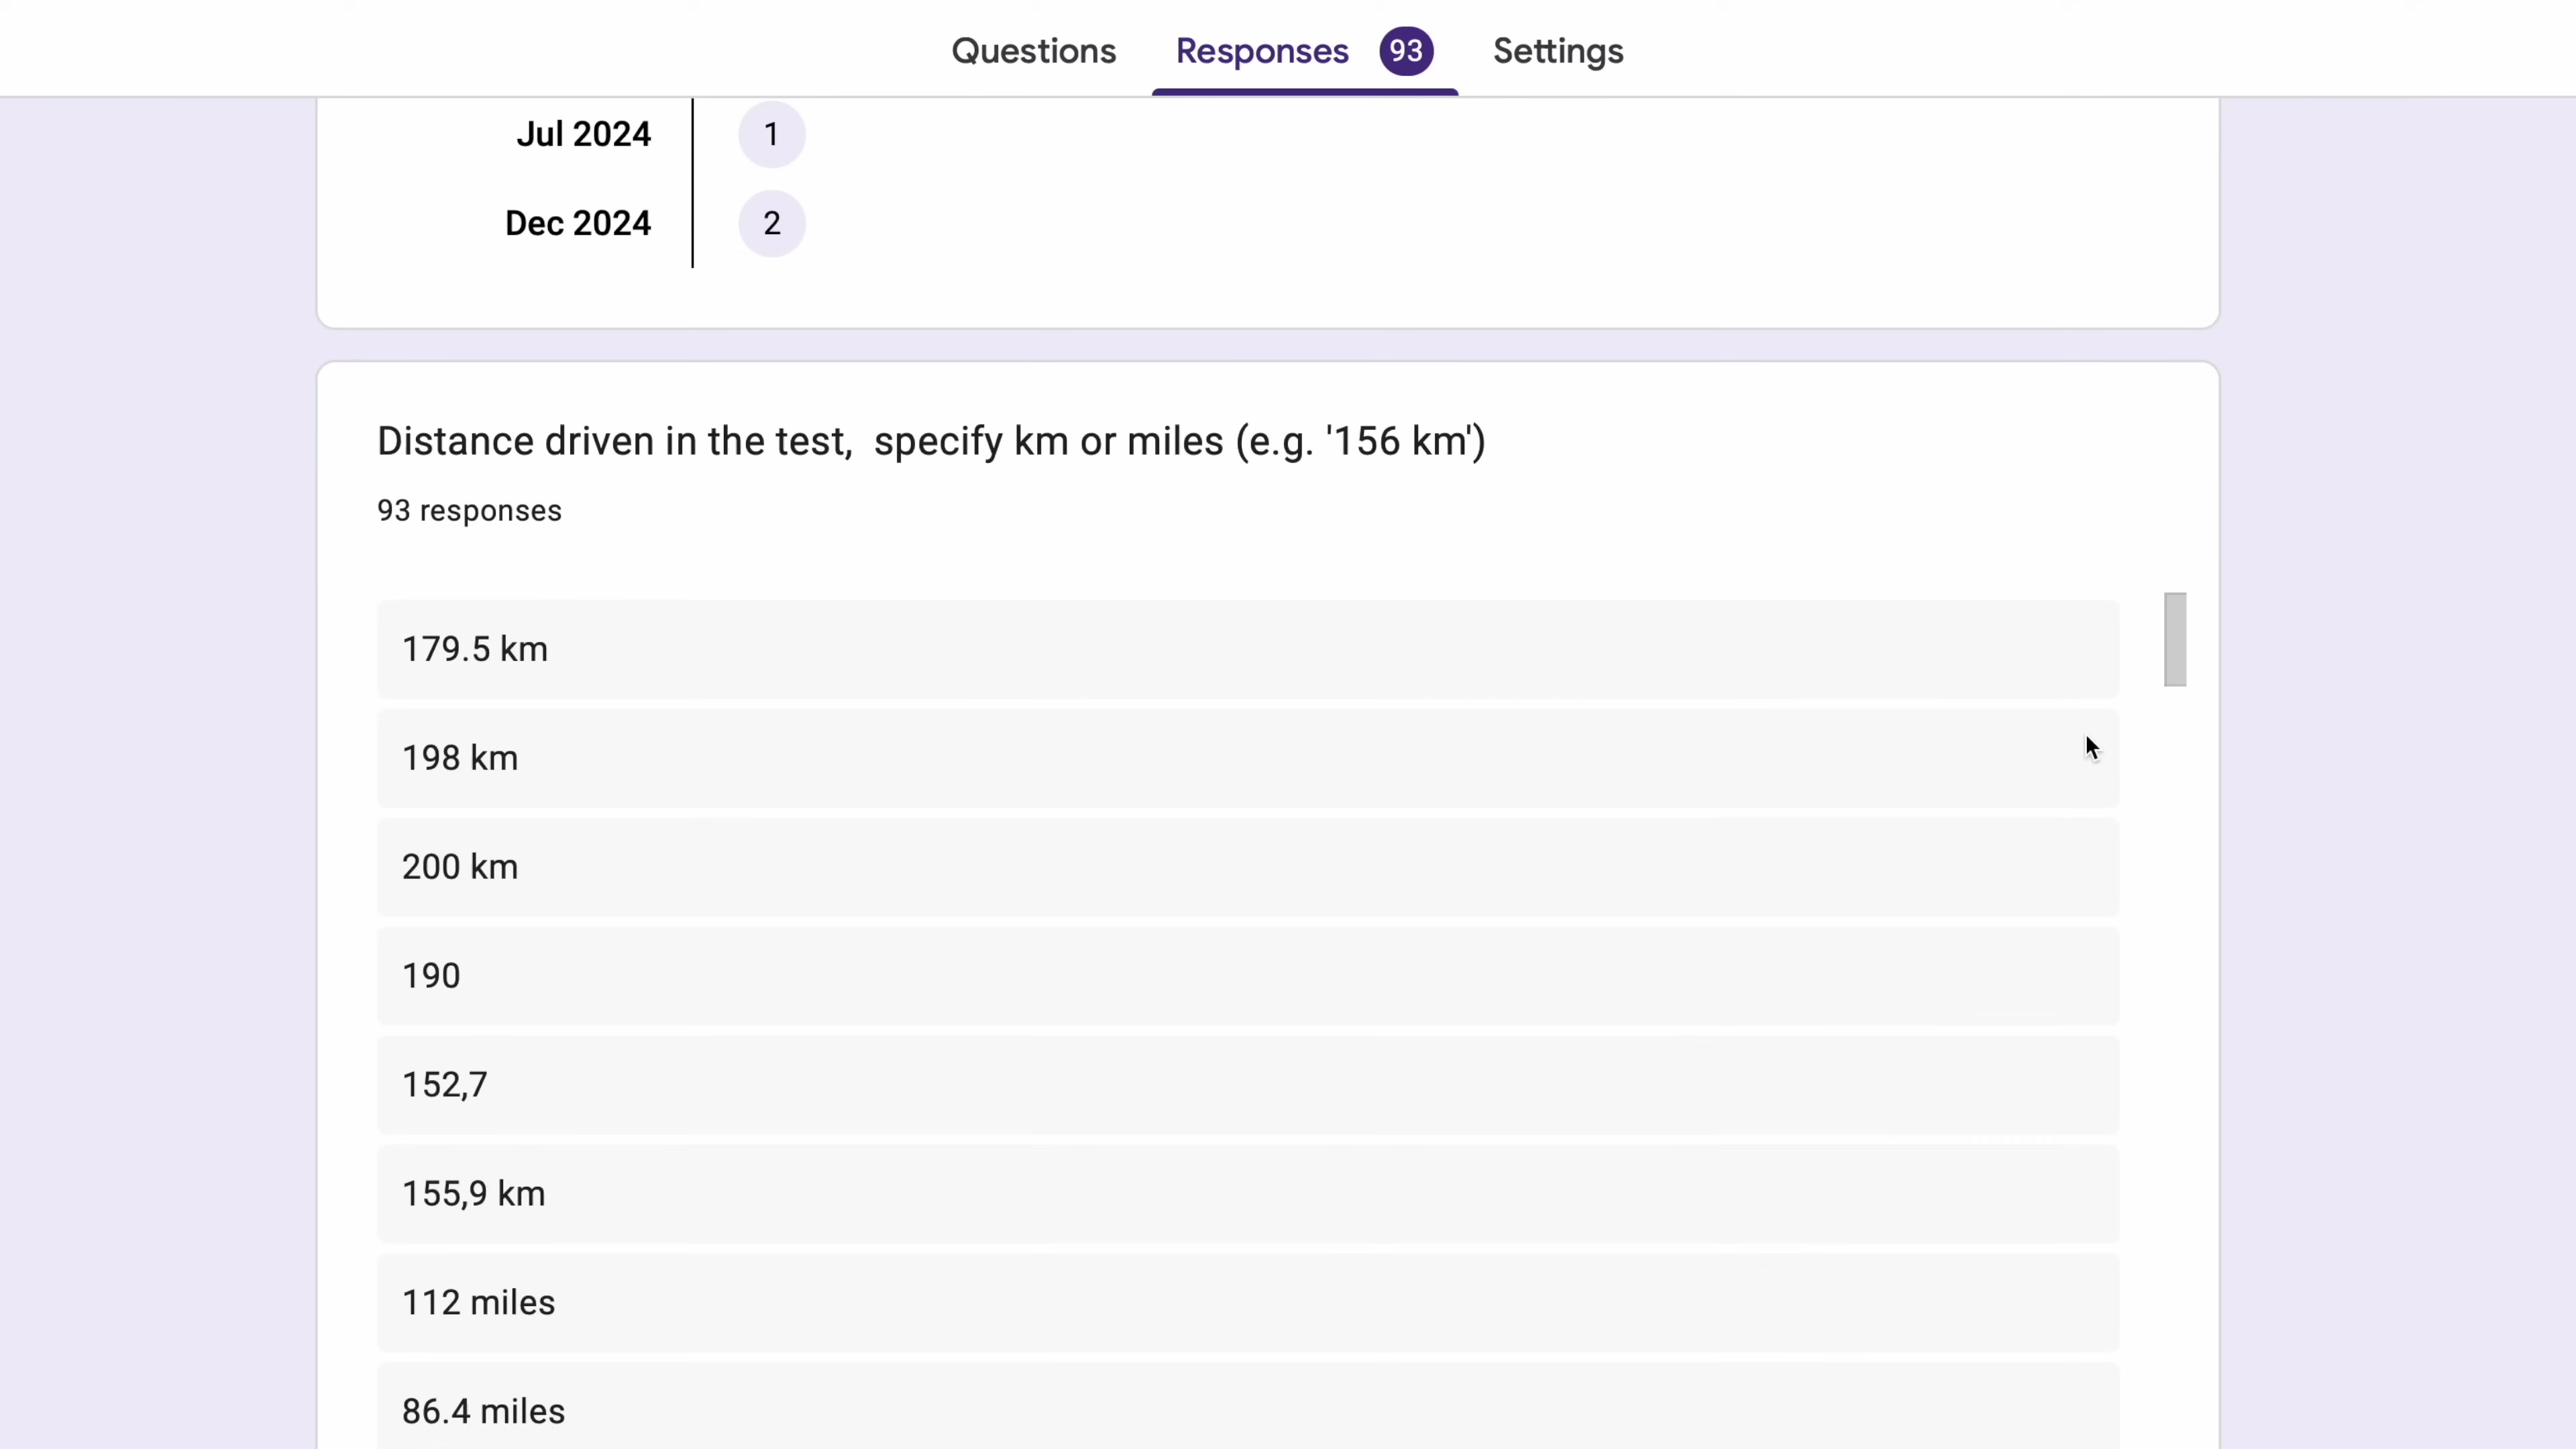 Questions Responses 93 Settings
Jul 2024 1
Dec 2024 2
Distance driven in the test,  specify km or miles (e.g. '156 km')
93 responses
179.5 km
198 km
200 km
190
152,7
155,9 km
112 miles
86.4 miles